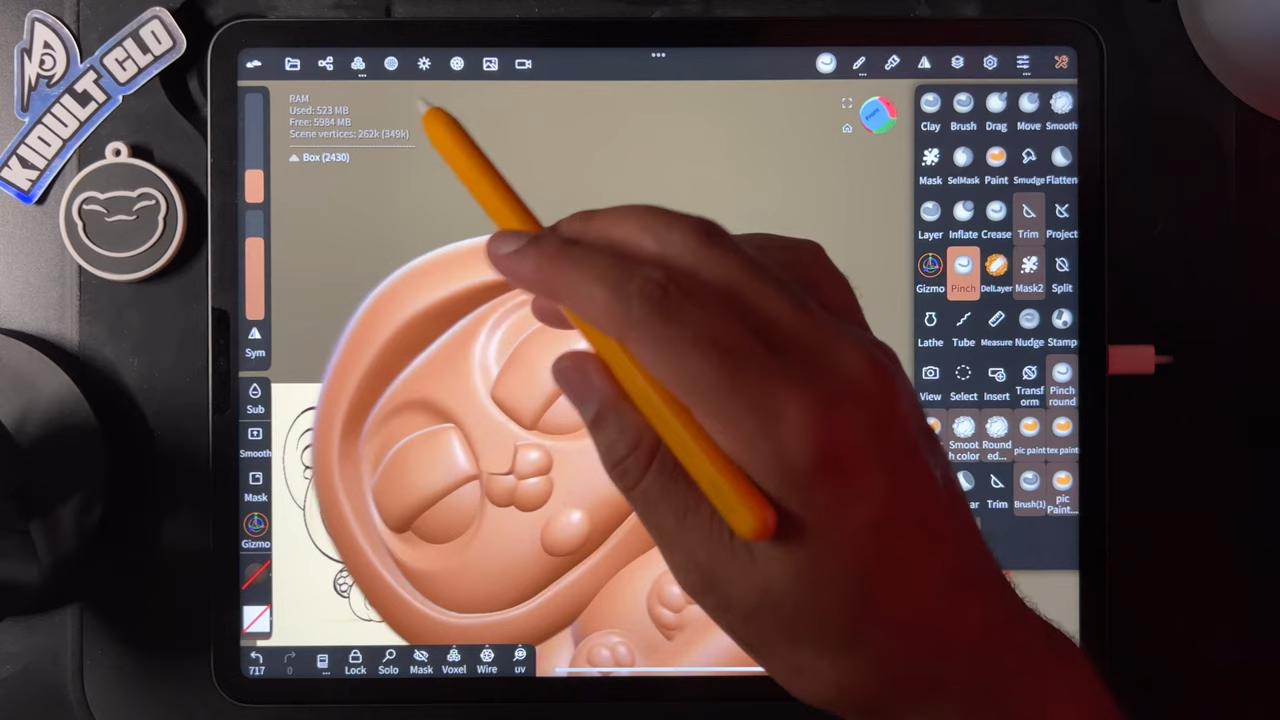 KIDULT CLO
RAM
Used: 523 MB
Free: 5984 MB
Scene vertices: 262k (349k)
Box (2430)
Front
Sym
Sub
Smooth
Mask
Gizmo
717
0
...
Lock
Solo
Mask
Voxel
Wire
uv
Clay
Brush
Drag
Move
Smooth
Mask
SelMask
Paint
Smudge
Flatten
Layer
Inflate
Crease
Trim
Project
Gizmo
Pinch
DelLayer
Mask2
Split
Lathe
Tube
Measure
Nudge
Stamp
View
Select
Insert
Transf
orm
Pinch
round
Smoot
h color
Round
ed...
pic paint
tex paint
ar
Trim
Brush(1)
pic
Paint...